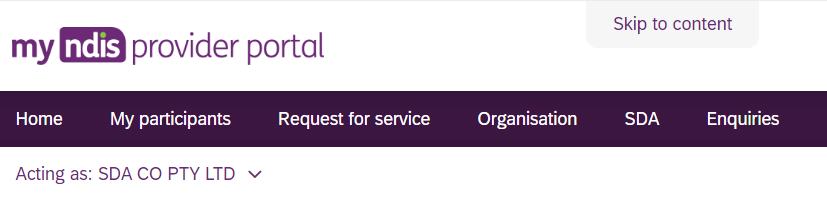 Skip to content
my ndis provider portal
Home My participants Request for service Organisation SDA Enquiries
Acting as: SDA CO PTY LTD